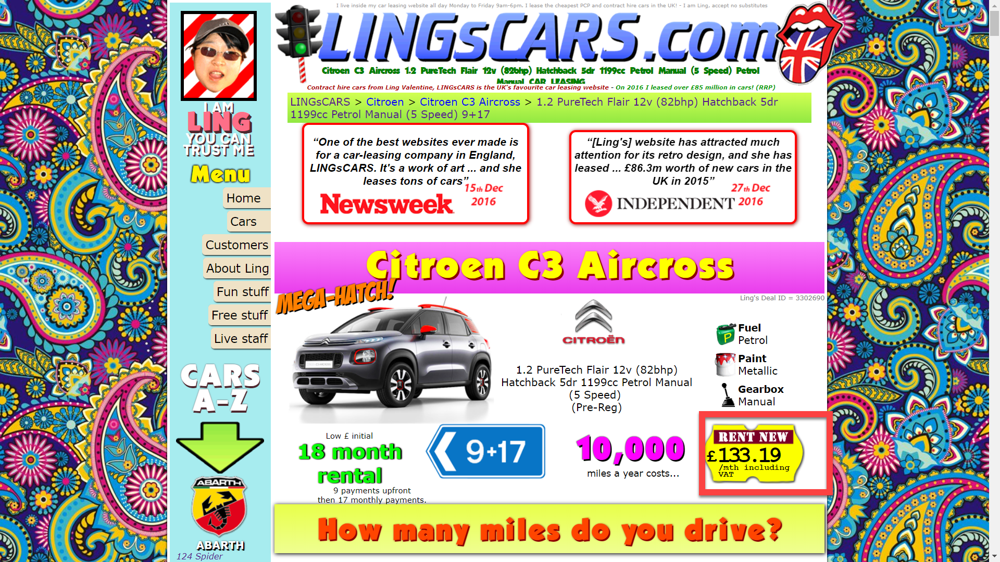 I live inside my car leasing website all day Monday to Friday 9am-6pm. I lease the cheapest PCP and contract hire cars in the UK! - I am Ling, accept no substitutes
LINGsCARS.com
Citroen C3 Aircross 1.2 PureTech Flair 12v (82bhp) Hatchback 5dr 1199cc Petrol Manual (5 Speed) Petrol
Manual CAR LEASING
Contract hire cars from Ling Valentine, LINGsCARS is the UK's favourite car leasing website - On 2016 I leased over £85 million in cars! (RRP)
I AM
LING
YOU CAN
TRUST ME
Menu
Home
Cars
Customers
About Ling
Fun stuff
Free stuff
Live staff
CARS
A-Z
ABARTH
ABARTH
124 Spider
LINGsCARS > Citroen > Citroen C3 Aircross > 1.2 PureTech Flair 12v (82bhp) Hatchback 5dr
1199cc Petrol Manual (5 Speed) 9+17
“One of the best websites ever made is
for a car-leasing company in England,
LINGsCARS. It's a work of art ... and she
leases tons of cars”
15th Dec
2016
Newsweek
“[Ling's] website has attracted much
attention for its retro design, and she has
leased ... £86.3m worth of new cars in the
UK in 2015”
27th Dec
2016
INDEPENDENT
Citroen C3 Aircross
MEGA-HATCH!
Ling's Deal ID = 3302690
CITROËN
1.2 PureTech Flair 12v (82bhp)
Hatchback 5dr 1199cc Petrol Manual
(5 Speed)
(Pre-Reg)
P
Fuel
Petrol
Paint
Metallic
Gearbox
Manual
Low £ initial
18 month
rental
9 payments upfront
then 17 monthly payments.
9+17
10,000
miles a year costs...
RENT NEW
£133.19
/mth including
VAT
How many miles do you drive?